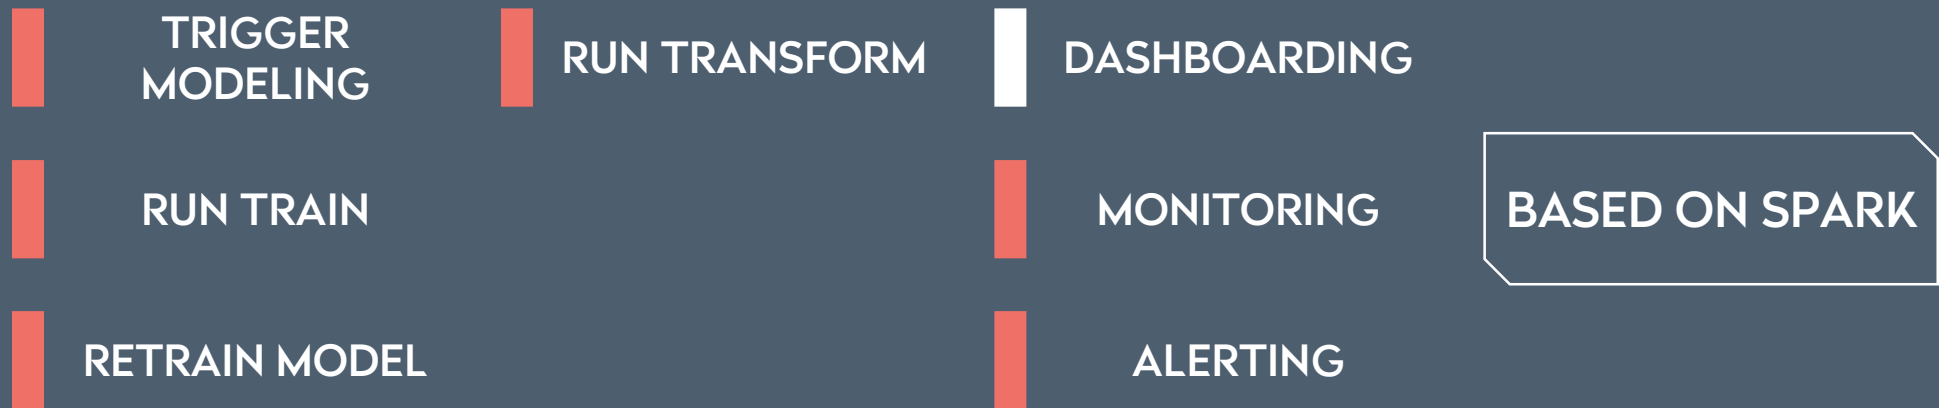 TRIGGER
MODELING
RUN TRANSFORM
DASHBOARDING
RUN TRAIN
MONITORING
BASED ON SPARK
RETRAIN MODEL
ALERTING